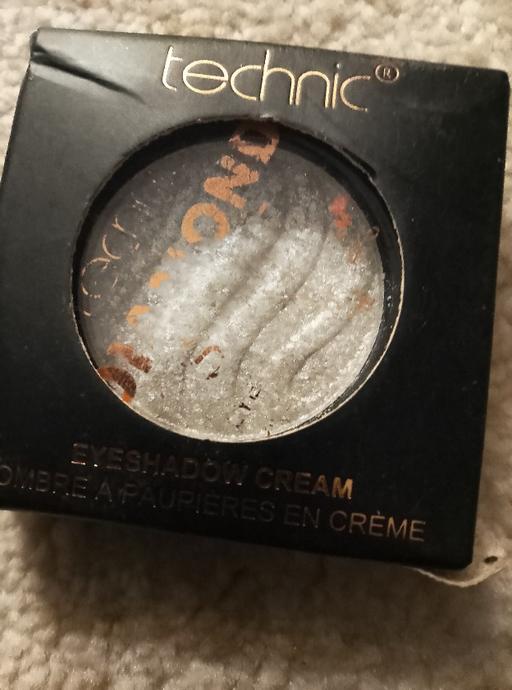 technic®
EYESHADOW CREAM
OMBRE À PAUPIÈRES EN CRÈME